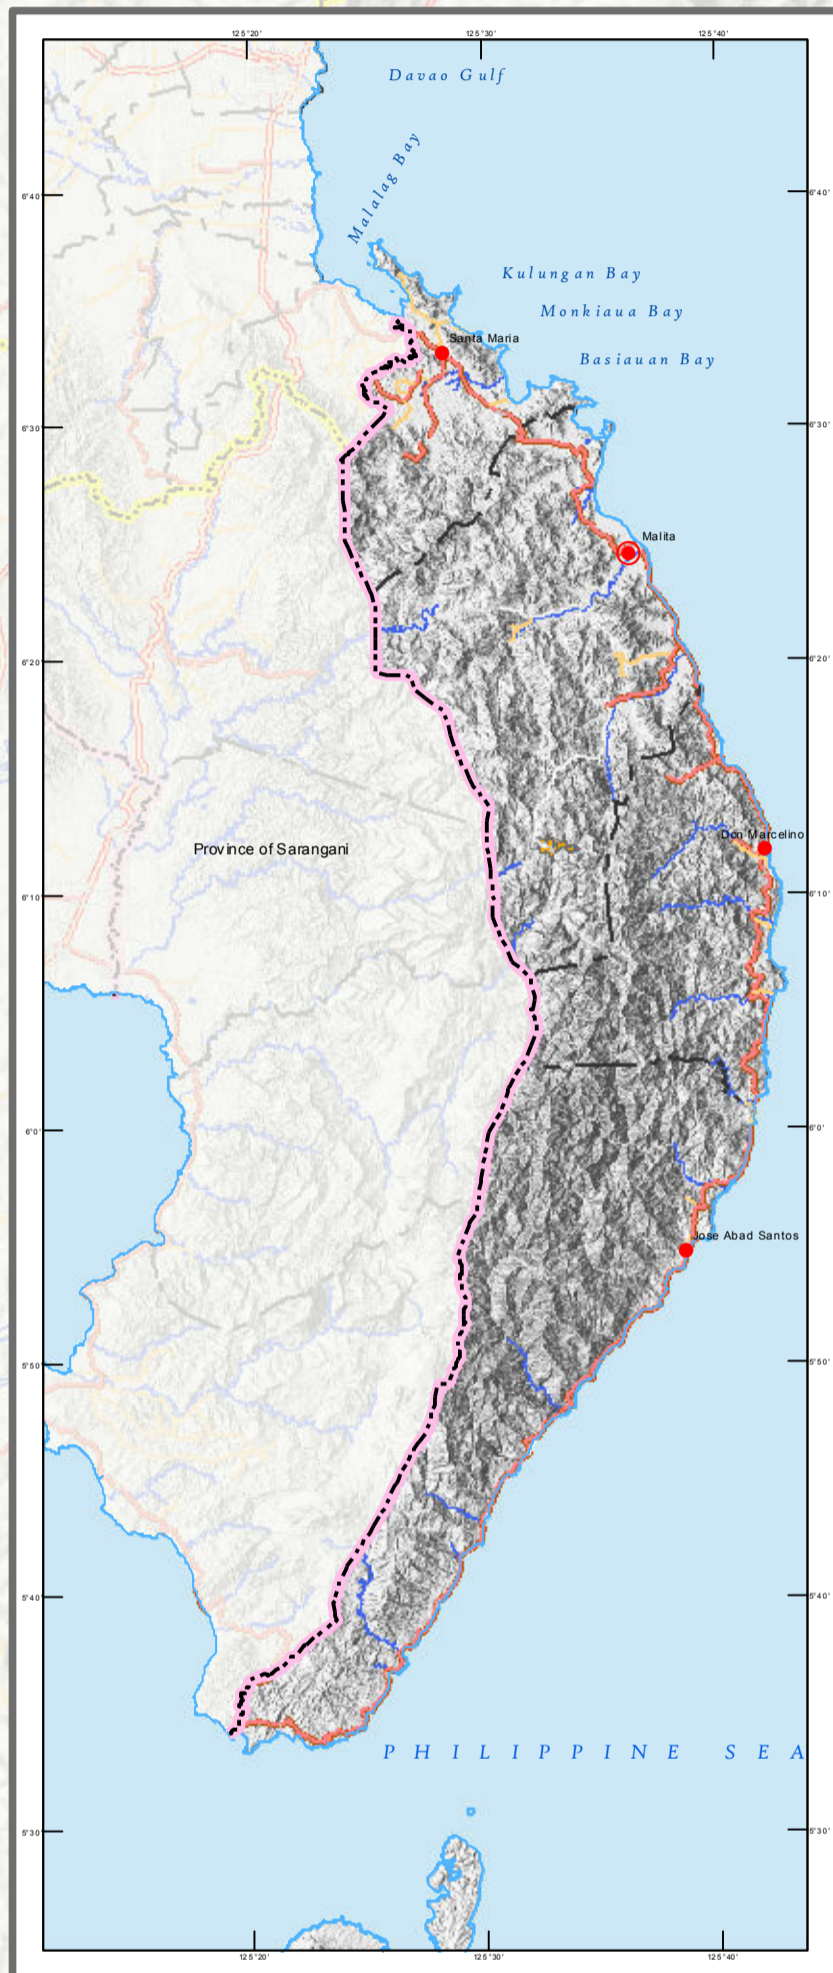 125°20' 125°30' 125°40'
Davao Gulf
Malalag Bay
6°40' 6°40'
Kulungan Bay
Monkiaua Bay
Santa Maria
Basiauan Bay
6°30' 6°30'
Malita
6°20' 6°20'
Don Marcelino
Province of Sarangani
6°10' 6°10'
6°0' 6°0'
Jose Abad Santos
5°50' 5°50'
5°40' 5°40'
PHILIPPINE SEA
5°30' 5°30'
125°20' 125°30' 125°40'